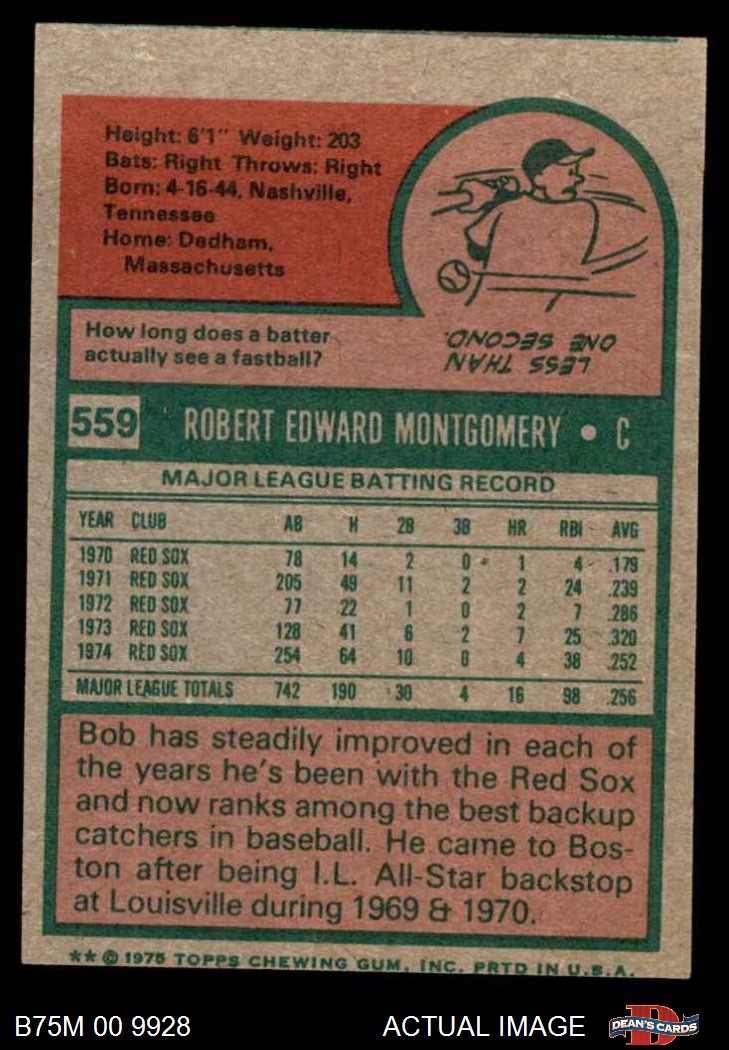 Height: 6'1" Weight: 203
Bats: Right Throws: Right
Born: 4-16-44, Nashville,
Tennessee
Home: Dedham,
Massachusetts
How long does a batter
actually see a fastball?
LESS THAN
ONE SECOND.
559 ROBERT EDWARD MONTGOMERY • C
MAJOR LEAGUE BATTING RECORD
YEAR CLUB AB H 2B 3B HR RBI AVG
1970 RED SOX 78 14 2 0 1 4 .179
1971 RED SOX 205 49 11 2 2 24 .239
1972 RED SOX 77 22 1 0 2 7 .286
1973 RED SOX 128 41 6 2 7 25 .320
1974 RED SOX 254 64 10 0 4 38 .252
MAJOR LEAGUE TOTALS 742 190 30 4 16 98 .256
Bob has steadily improved in each of
the years he's been with the Red Sox
and now ranks among the best backup
catchers in baseball. He came to Bos-
ton after being I.L. All-Star backstop
at Louisville during 1969 & 1970.
** © 1975 TOPPS CHEWING GUM, INC. PRTD IN U.S.A.
B75M 00 9928 ACTUAL IMAGE D DEAN'S CARDS